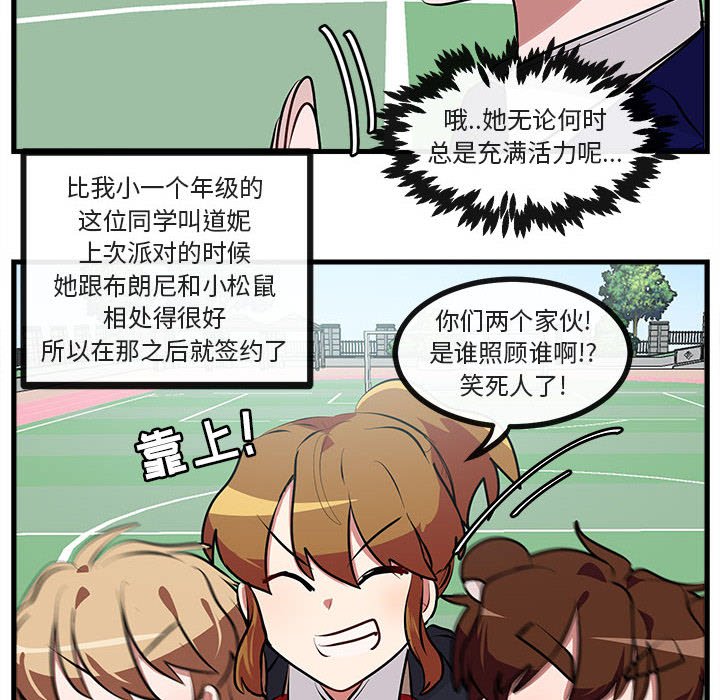 哦..她无论何时
总是充满活力呢...
比我小一个年级的
这位同学叫道妮
上次派对的时候
她跟布朗尼和小松鼠
相处得很好
所以在那之后就签约了
你们两个家伙!
是谁照顾谁啊!?
笑死人了!
靠上!